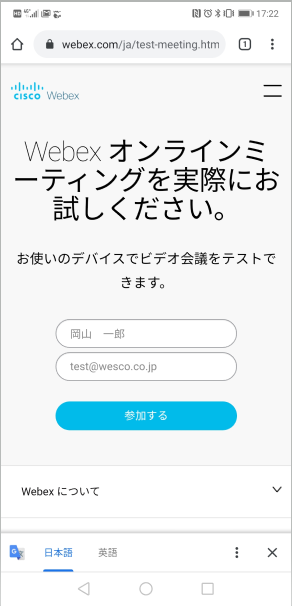 17:22
webex.com/ja/test-meeting.htm
1
CISCO Webex
Webex オンラインミ
ーティングを実際にお
試しください。
お使いのデバイスでビデオ会議をテストで
きます。
岡山　一郎
test@wesco.co.jp
参加する
Webex について
日本語 英語